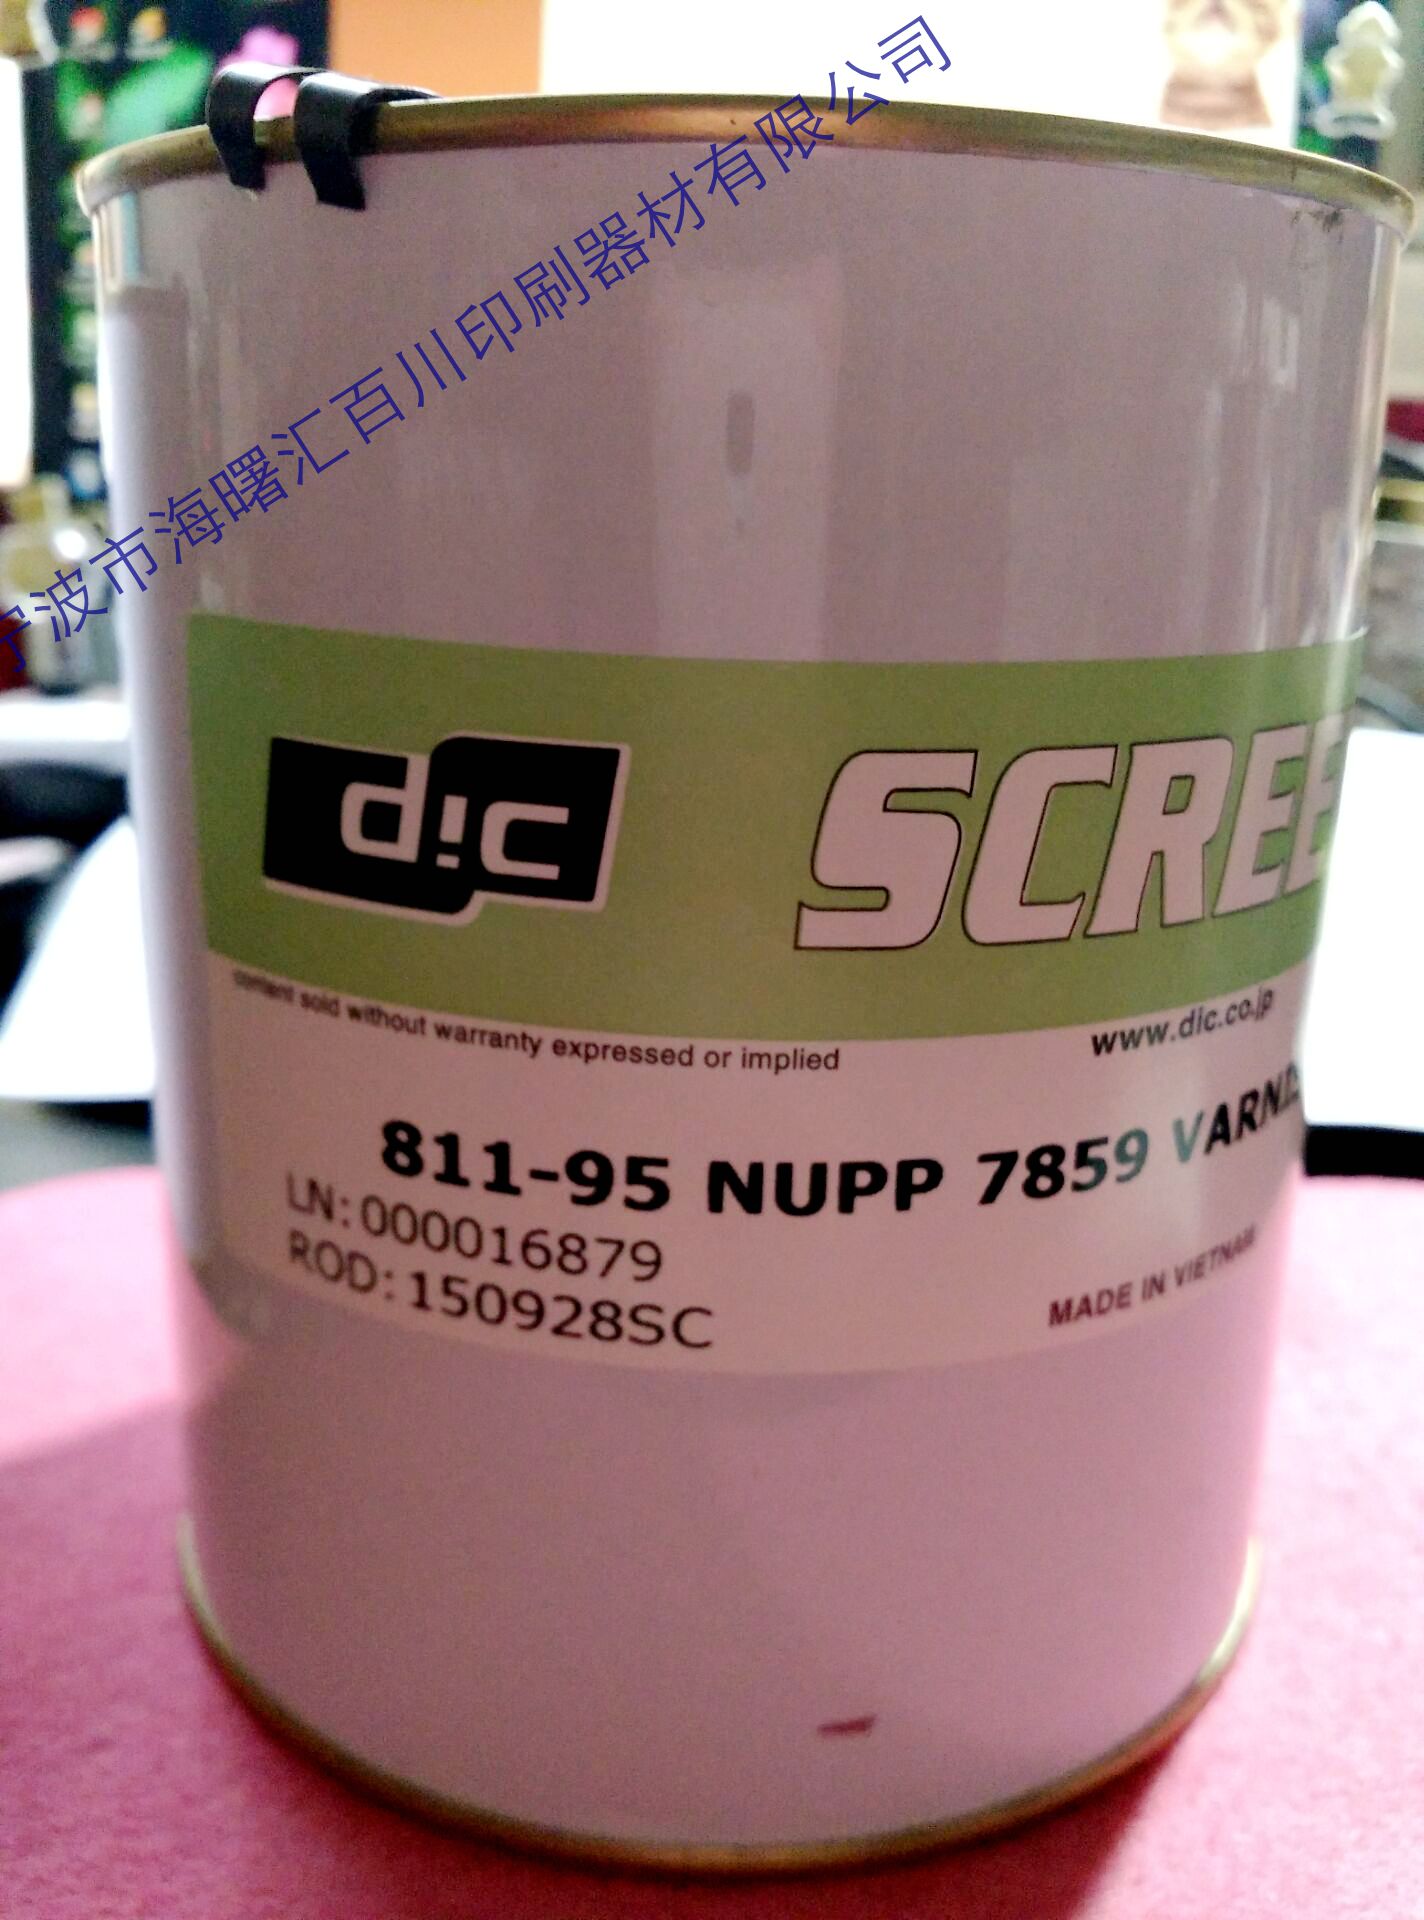 宁波市海曙汇百川印刷器材有限公司
dic
SCREE
content sold without warranty expressed or implied
www.dic.co.jp
811-95 NUPP 7859 VARNIS
LN:000016879
ROD:150928SC
MADE IN VIETNAM